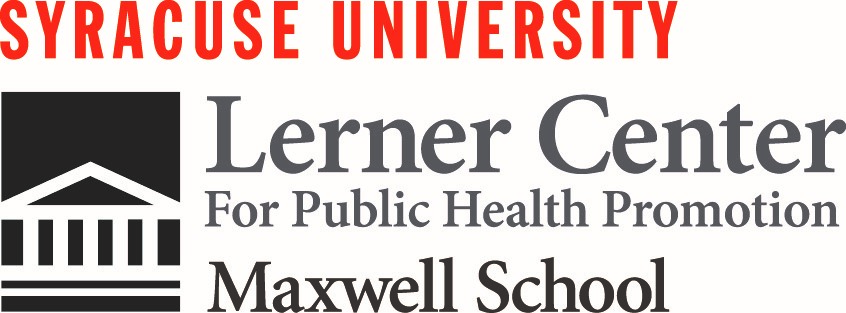 SYRACUSE UNIVERSITY
Lerner Center
For Public Health Promotion
Maxwell School